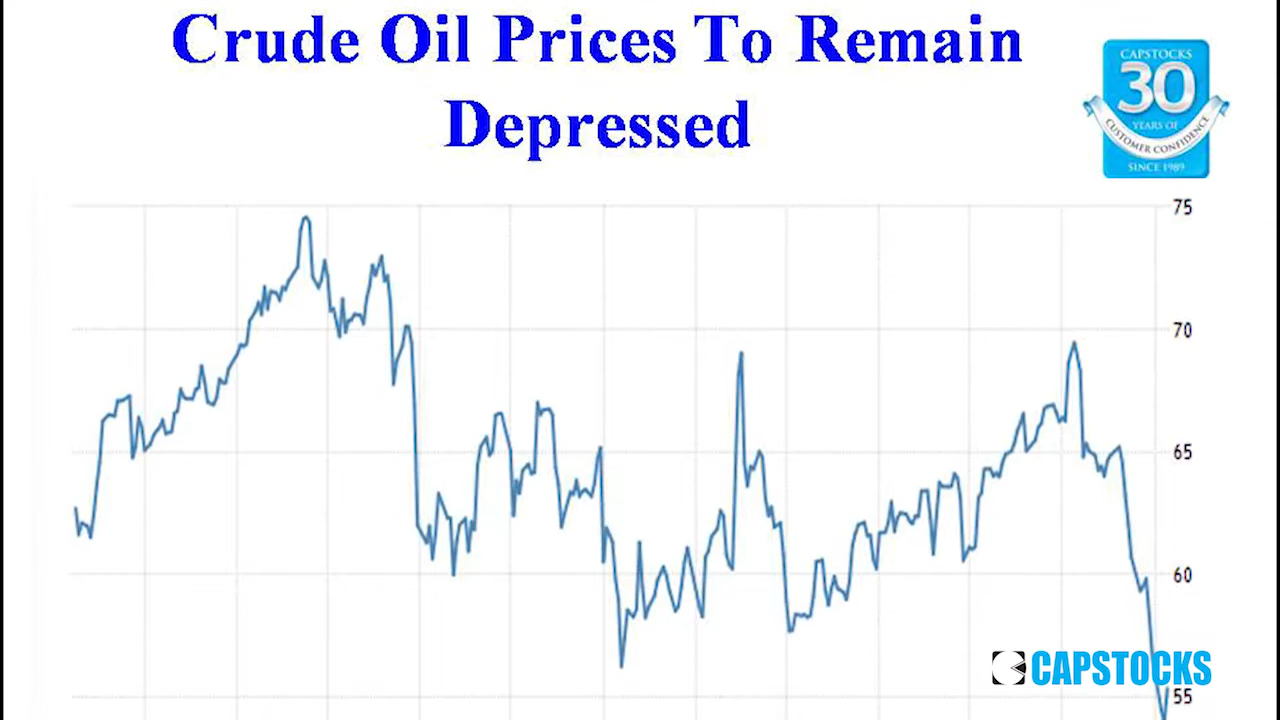 Crude Oil Prices To Remain
Depressed
CAPSTOCKS
30
YEARS OF
CUSTOMER CONFIDENCE
SINCE 1989
75
70
65
60
CAPSTOCKS
55